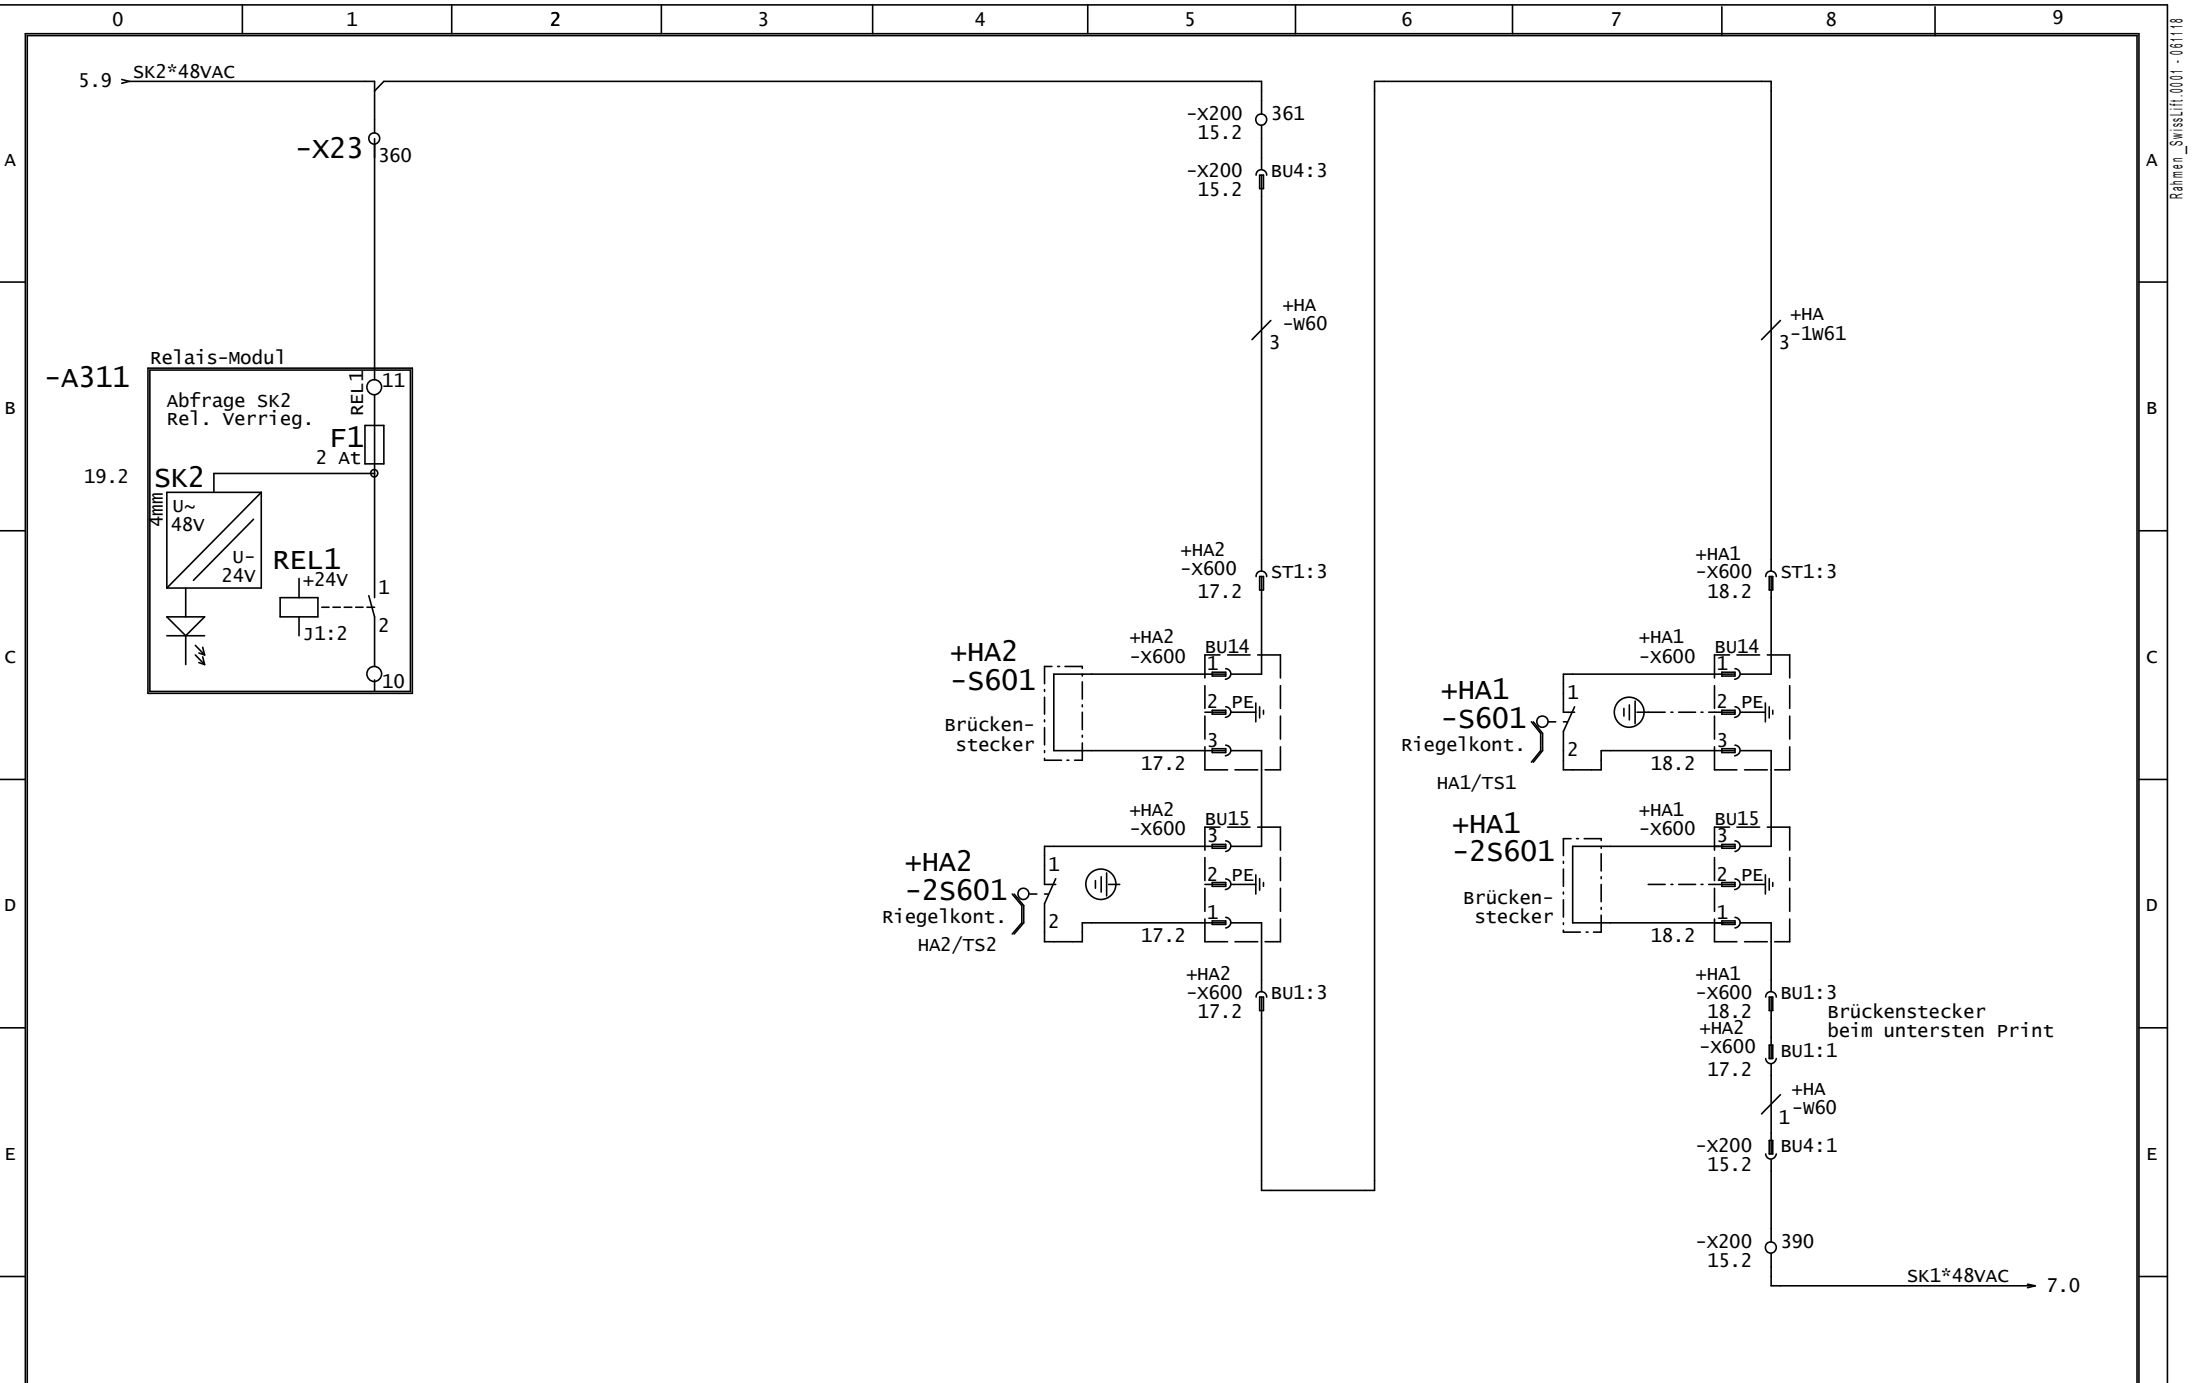 0 1 2 3 4 5 6 7 8 9
Rahmen_SwissLift.0001 - 061118
5.9 SK2*48VAC
-X200 361
15.2
-X23 360
A A
-X200 BU4:3
15.2
+HA
-W60
3
+HA
3 -1W61
Relais-Modul
-A311
REL1 11
Abfrage SK2
Rel. Verrieg.
B B
F1
2 At
19.2 SK2
4mm
U~
48V
U-
24V
REL1
+24V
J1:2
1
2
10
+HA2
-X600 ST1:3
17.2
+HA1
-X600 ST1:3
18.2
C C
+HA2
-S601
Brücken-
stecker
+HA2
-X600
BU14
1
2 PE
3
17.2
+HA1
-S601
Riegelkont.
HA1/TS1
1
2
+HA1
-X600
BU14
1
2 PE
3
18.2
+HA2
-2S601
Riegelkont.
HA2/TS2
1
2
+HA2
-X600
BU15
3
2 PE
1
17.2
+HA1
-2S601
Brücken-
stecker
+HA1
-X600
BU15
3
2 PE
1
18.2
D D
+HA2
-X600 BU1:3
17.2
+HA1
-X600 BU1:3
18.2
Brückenstecker
beim untersten Print
+HA2
-X600 BU1:1
17.2
+HA
1 -W60
E E
-X200 BU4:1
15.2
-X200 390
15.2
SK1*48VAC 7.0